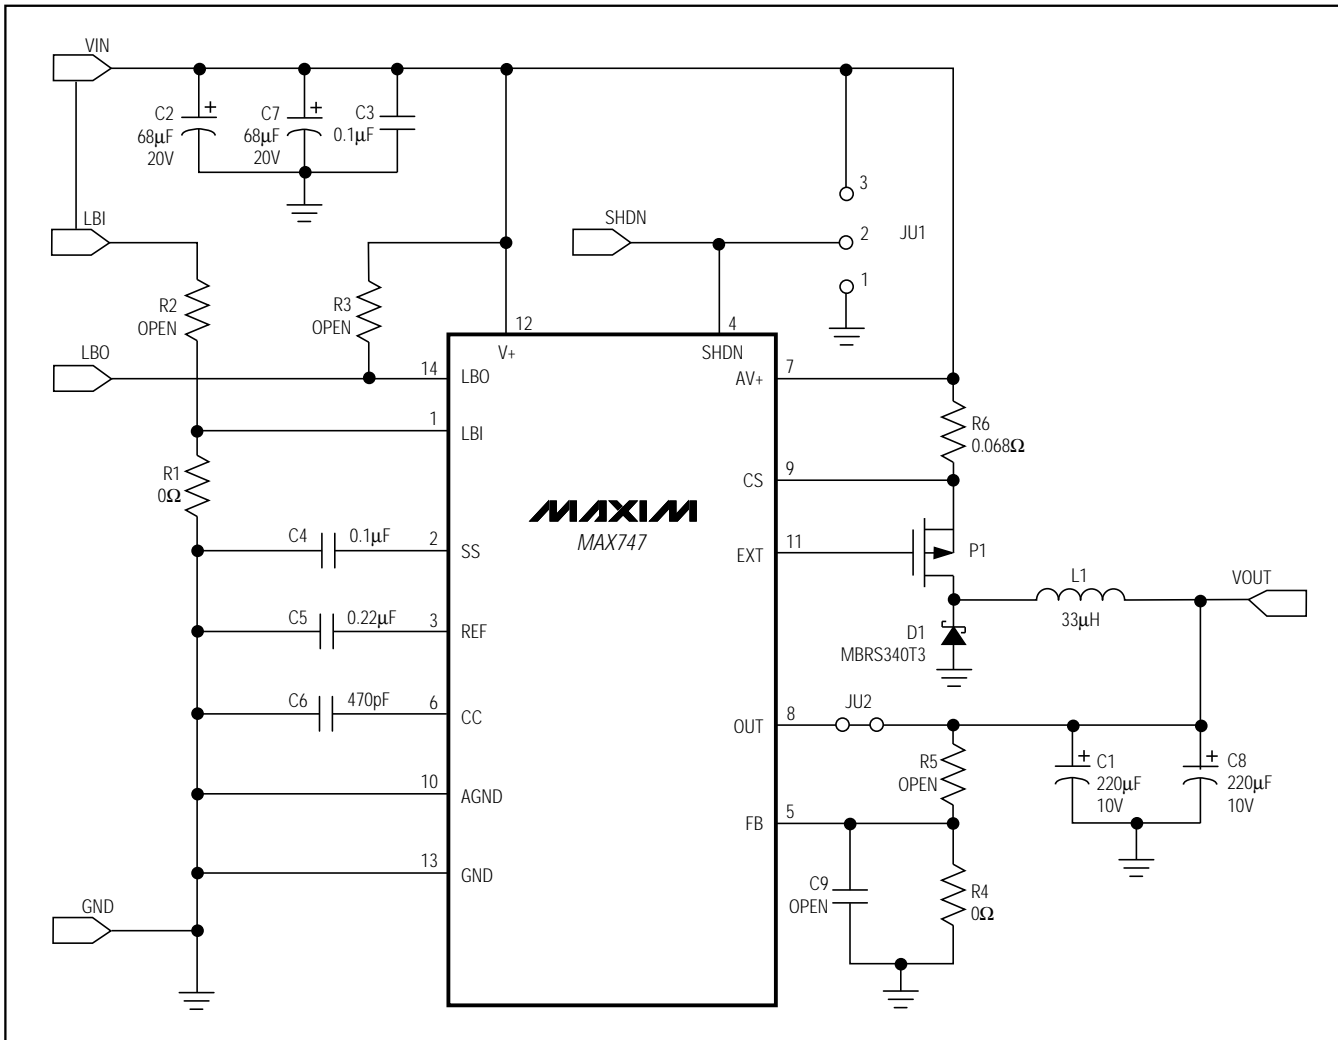 VIN
C2
68µF
20V
+
C7
68µF
20V
+
C3
0.1µF
LBI
R2
OPEN
R3
OPEN
LBO
SHDN
3
2
1
JU1
12
V+
4
SHDN
14
LBO
1
LBI
R1
0Ω
C4
0.1µF
2
SS
C5
0.22µF
3
REF
C6
470pF
6
CC
10
AGND
13
GND
GND
MAXIM
MAX747
7
AV+
R6
0.068Ω
9
CS
11
EXT
P1
L1
33µH
VOUT
D1
MBRS340T3
8
OUT
JU2
R5
OPEN
+
C1
220µF
10V
+
C8
220µF
10V
5
FB
C9
OPEN
R4
0Ω